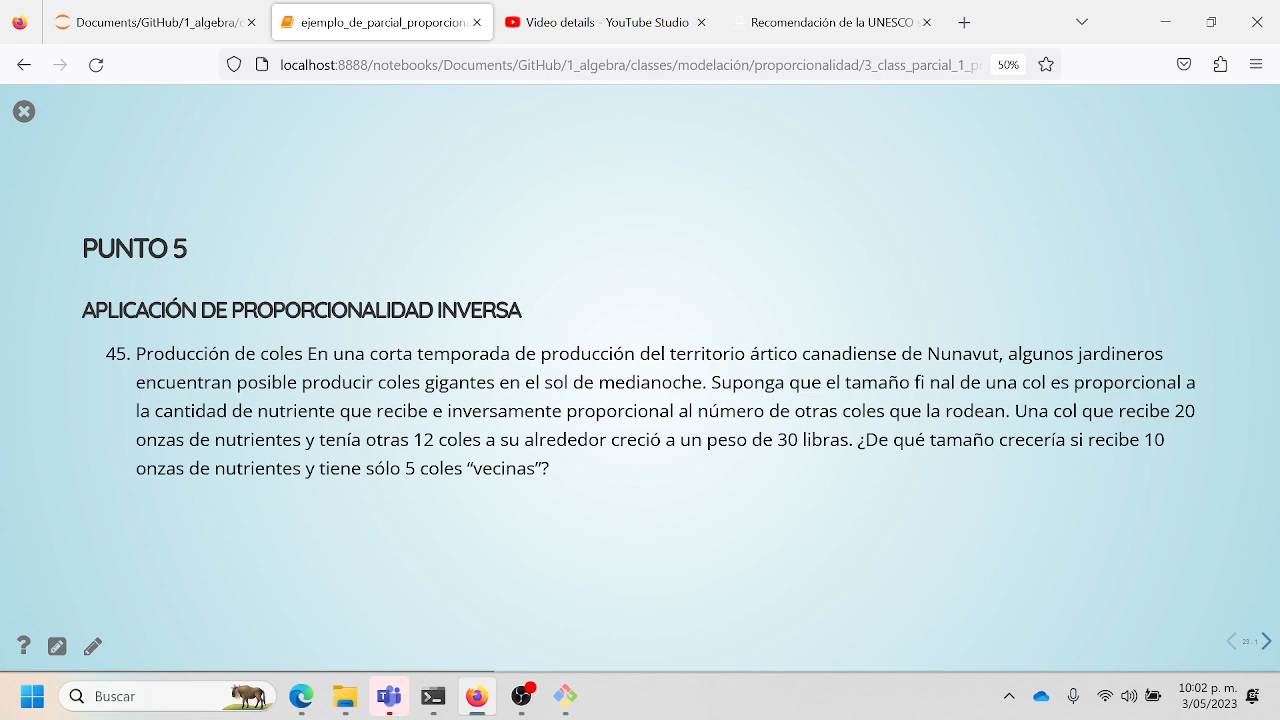 Documents/GitHub/1_algebra/c
ejemplo_de_parcial_proporcion
Video details - YouTube Studio
Recomendación de la UNESCO
localhost:8888/notebooks/Documents/GitHub/1_algebra/classes/modelación/proporcionalidad/3_class_parcial_1_p
50%
PUNTO 5
APLICACIÓN DE PROPORCIONALIDAD INVERSA
45. Producción de coles En una corta temporada de producción del territorio ártico canadiense de Nunavut, algunos jardineros
encuentran posible producir coles gigantes en el sol de medianoche. Suponga que el tamaño fi nal de una col es proporcional a
la cantidad de nutriente que recibe e inversamente proporcional al número de otras coles que la rodean. Una col que recibe 20
onzas de nutrientes y tenía otras 12 coles a su alrededor creció a un peso de 30 libras. ¿De qué tamaño crecería si recibe 10
onzas de nutrientes y tiene sólo 5 coles “vecinas”?
23.1
Buscar
10:02 p. m.
3/05/2023